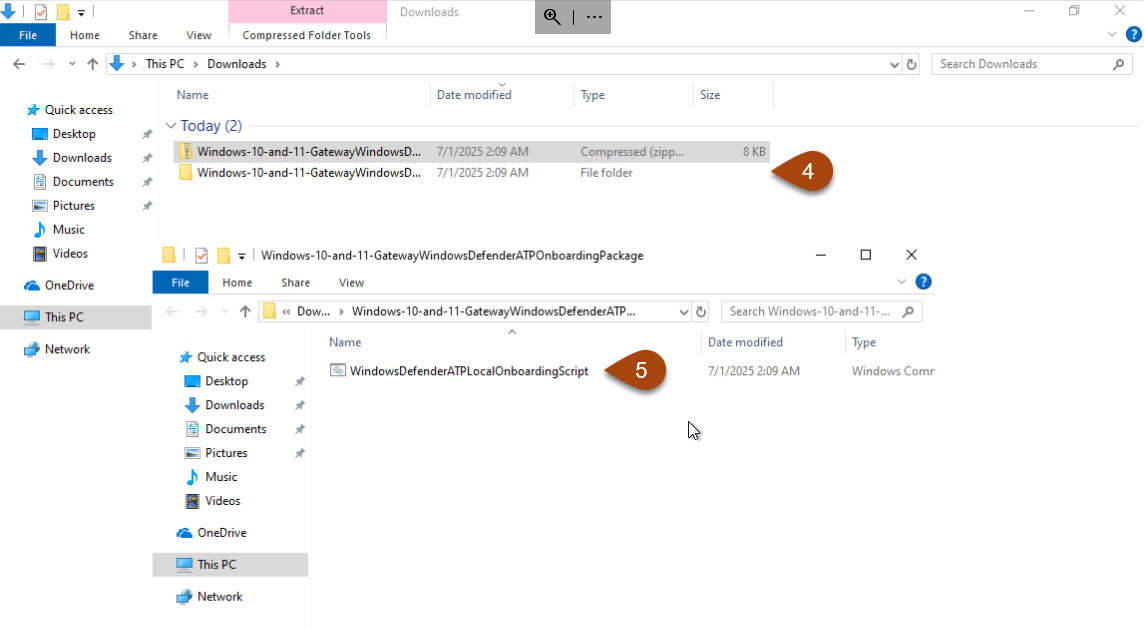 Extract
Downloads
File Home Share View Compressed Folder Tools
This PC Downloads
Search Downloads
Name Date modified Type Size
Quick access
Desktop
Downloads
Documents
Pictures
Music
Videos
OneDrive
This PC
Network
Today (2)
Windows-10-and-11-GatewayWindowsD... 7/1/2025 2:09 AM Compressed (zipp... 8 KB
Windows-10-and-11-GatewayWindowsD... 7/1/2025 2:09 AM File folder
4
Windows-10-and-11-GatewayWindowsDefenderATPOnboardingPackage
File Home Share View
« Dow... Windows-10-and-11-GatewayWindowsDefenderATP...
Search Windows-10-and-11-...
Name Date modified Type
Quick access
Desktop
Downloads
Documents
Pictures
Music
Videos
OneDrive
This PC
Network
WindowsDefenderATPLocalOnboardingScript 7/1/2025 2:09 AM Windows Comr
5